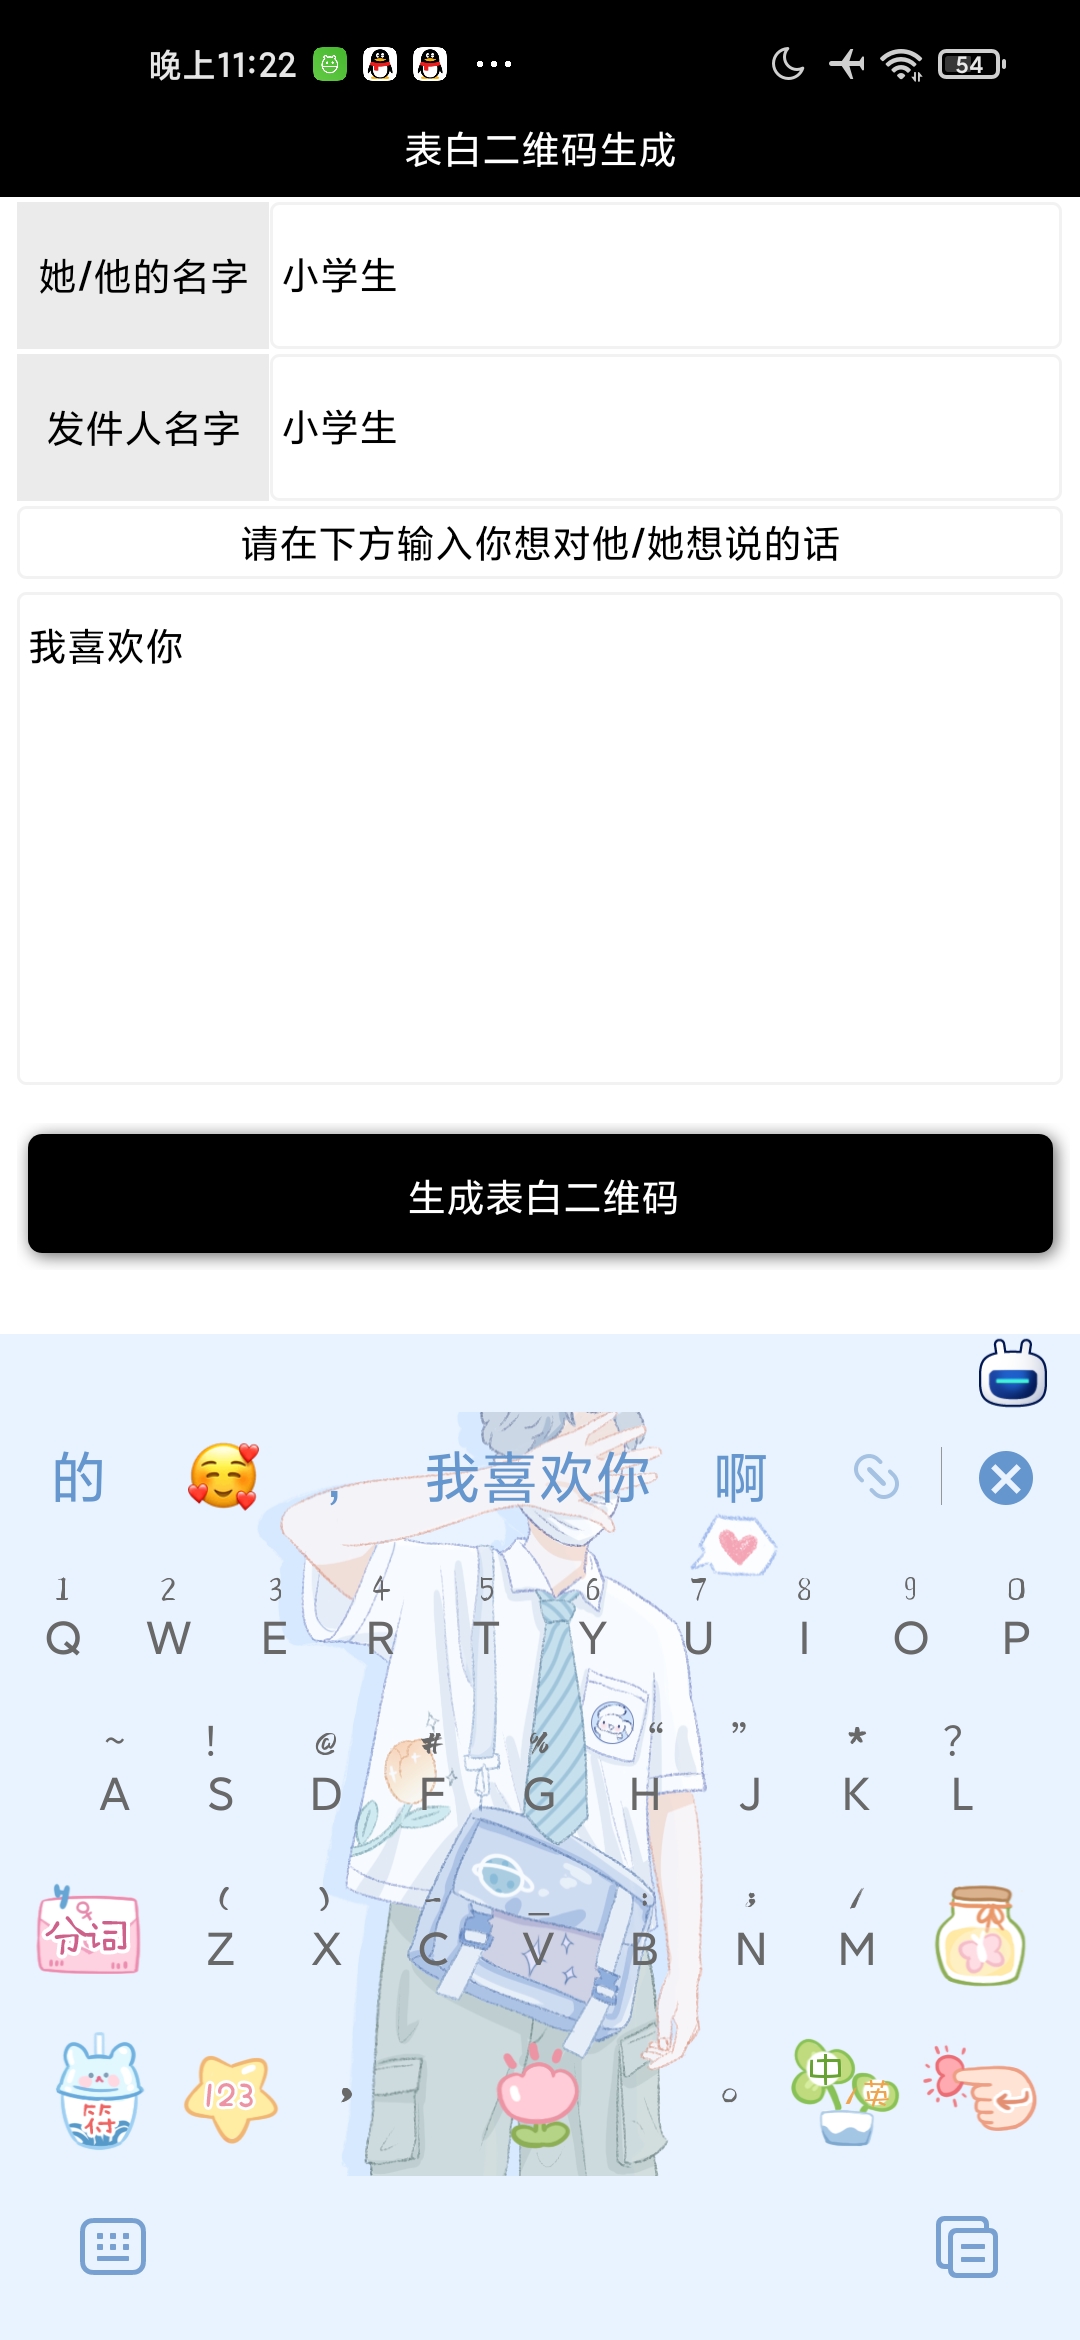 晚上11:22 ... 54
表白二维码生成
她/他的名字 小学生
发件人名字 小学生
请在下方输入你想对他/她想说的话
我喜欢你
生成表白二维码
的 🥰 ， 我喜欢你 啊
1 2 3 4 5 6 7 8 9 0
Q W E R T Y U I O P
~ ! @ # % “ ” * ?
A S D F G H J K L
( ) - _ : ; /
分词 Z X C V B N M
符 123 , 。 中/英